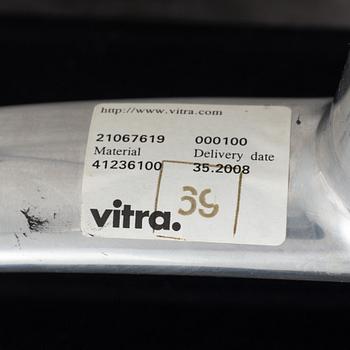 http://www.vitra.com
21067619 000100
Material Delivery date
41236100 35.2008
39
vitra.